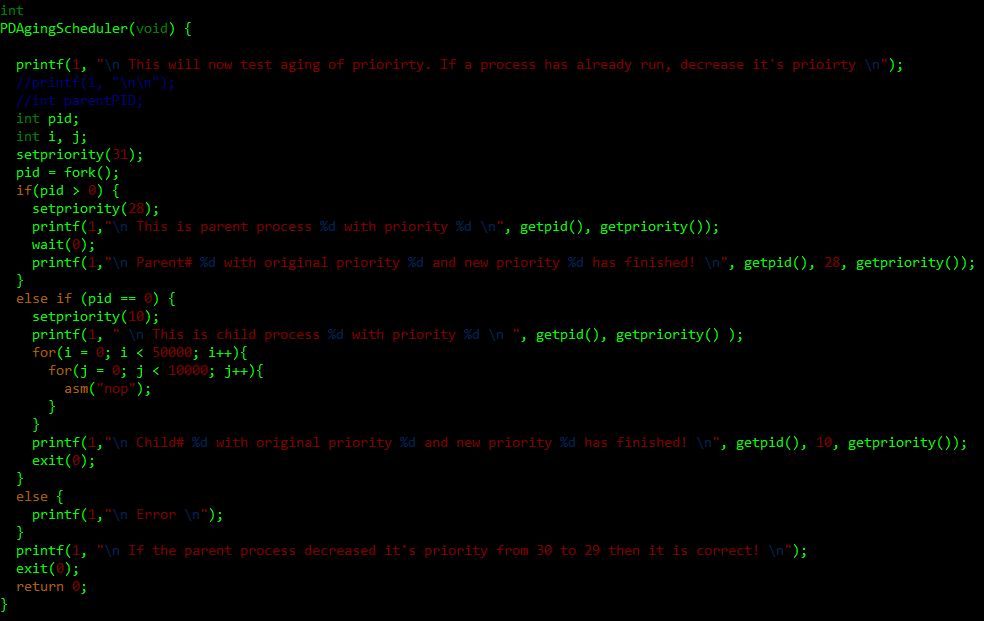 int
PDAgingScheduler(void) {
printf(1, "\n This will now test aging of priorirty. If a process has already run, decrease it's prioirty \n");
//printf(1, "\n\n");
//int parentPID;
int pid;
int i, j;
setpriority(31);
pid = fork();
if(pid > 0) {
setpriority(28);
printf(1,"\n This is parent process %d with priority %d \n", getpid(), getpriority());
wait(0);
printf(1,"\n Parent# %d with original priority %d and new priority %d has finished! \n", getpid(), 28, getpriority());
}
else if (pid == 0) {
setpriority(10);
printf(1, " \n This is child process %d with priority %d \n ", getpid(), getpriority() );
for(i = 0; i < 50000; i++){
for(j = 0; j < 10000; j++){
asm("nop");
}
}
printf(1,"\n Child# %d with original priority %d and new priority %d has finished! \n", getpid(), 10, getpriority());
exit(0);
}
else {
printf(1,"\n Error \n");
}
printf(1, "\n If the parent process decreased it's priority from 30 to 29 then it is correct! \n");
exit(0);
return 0;
}